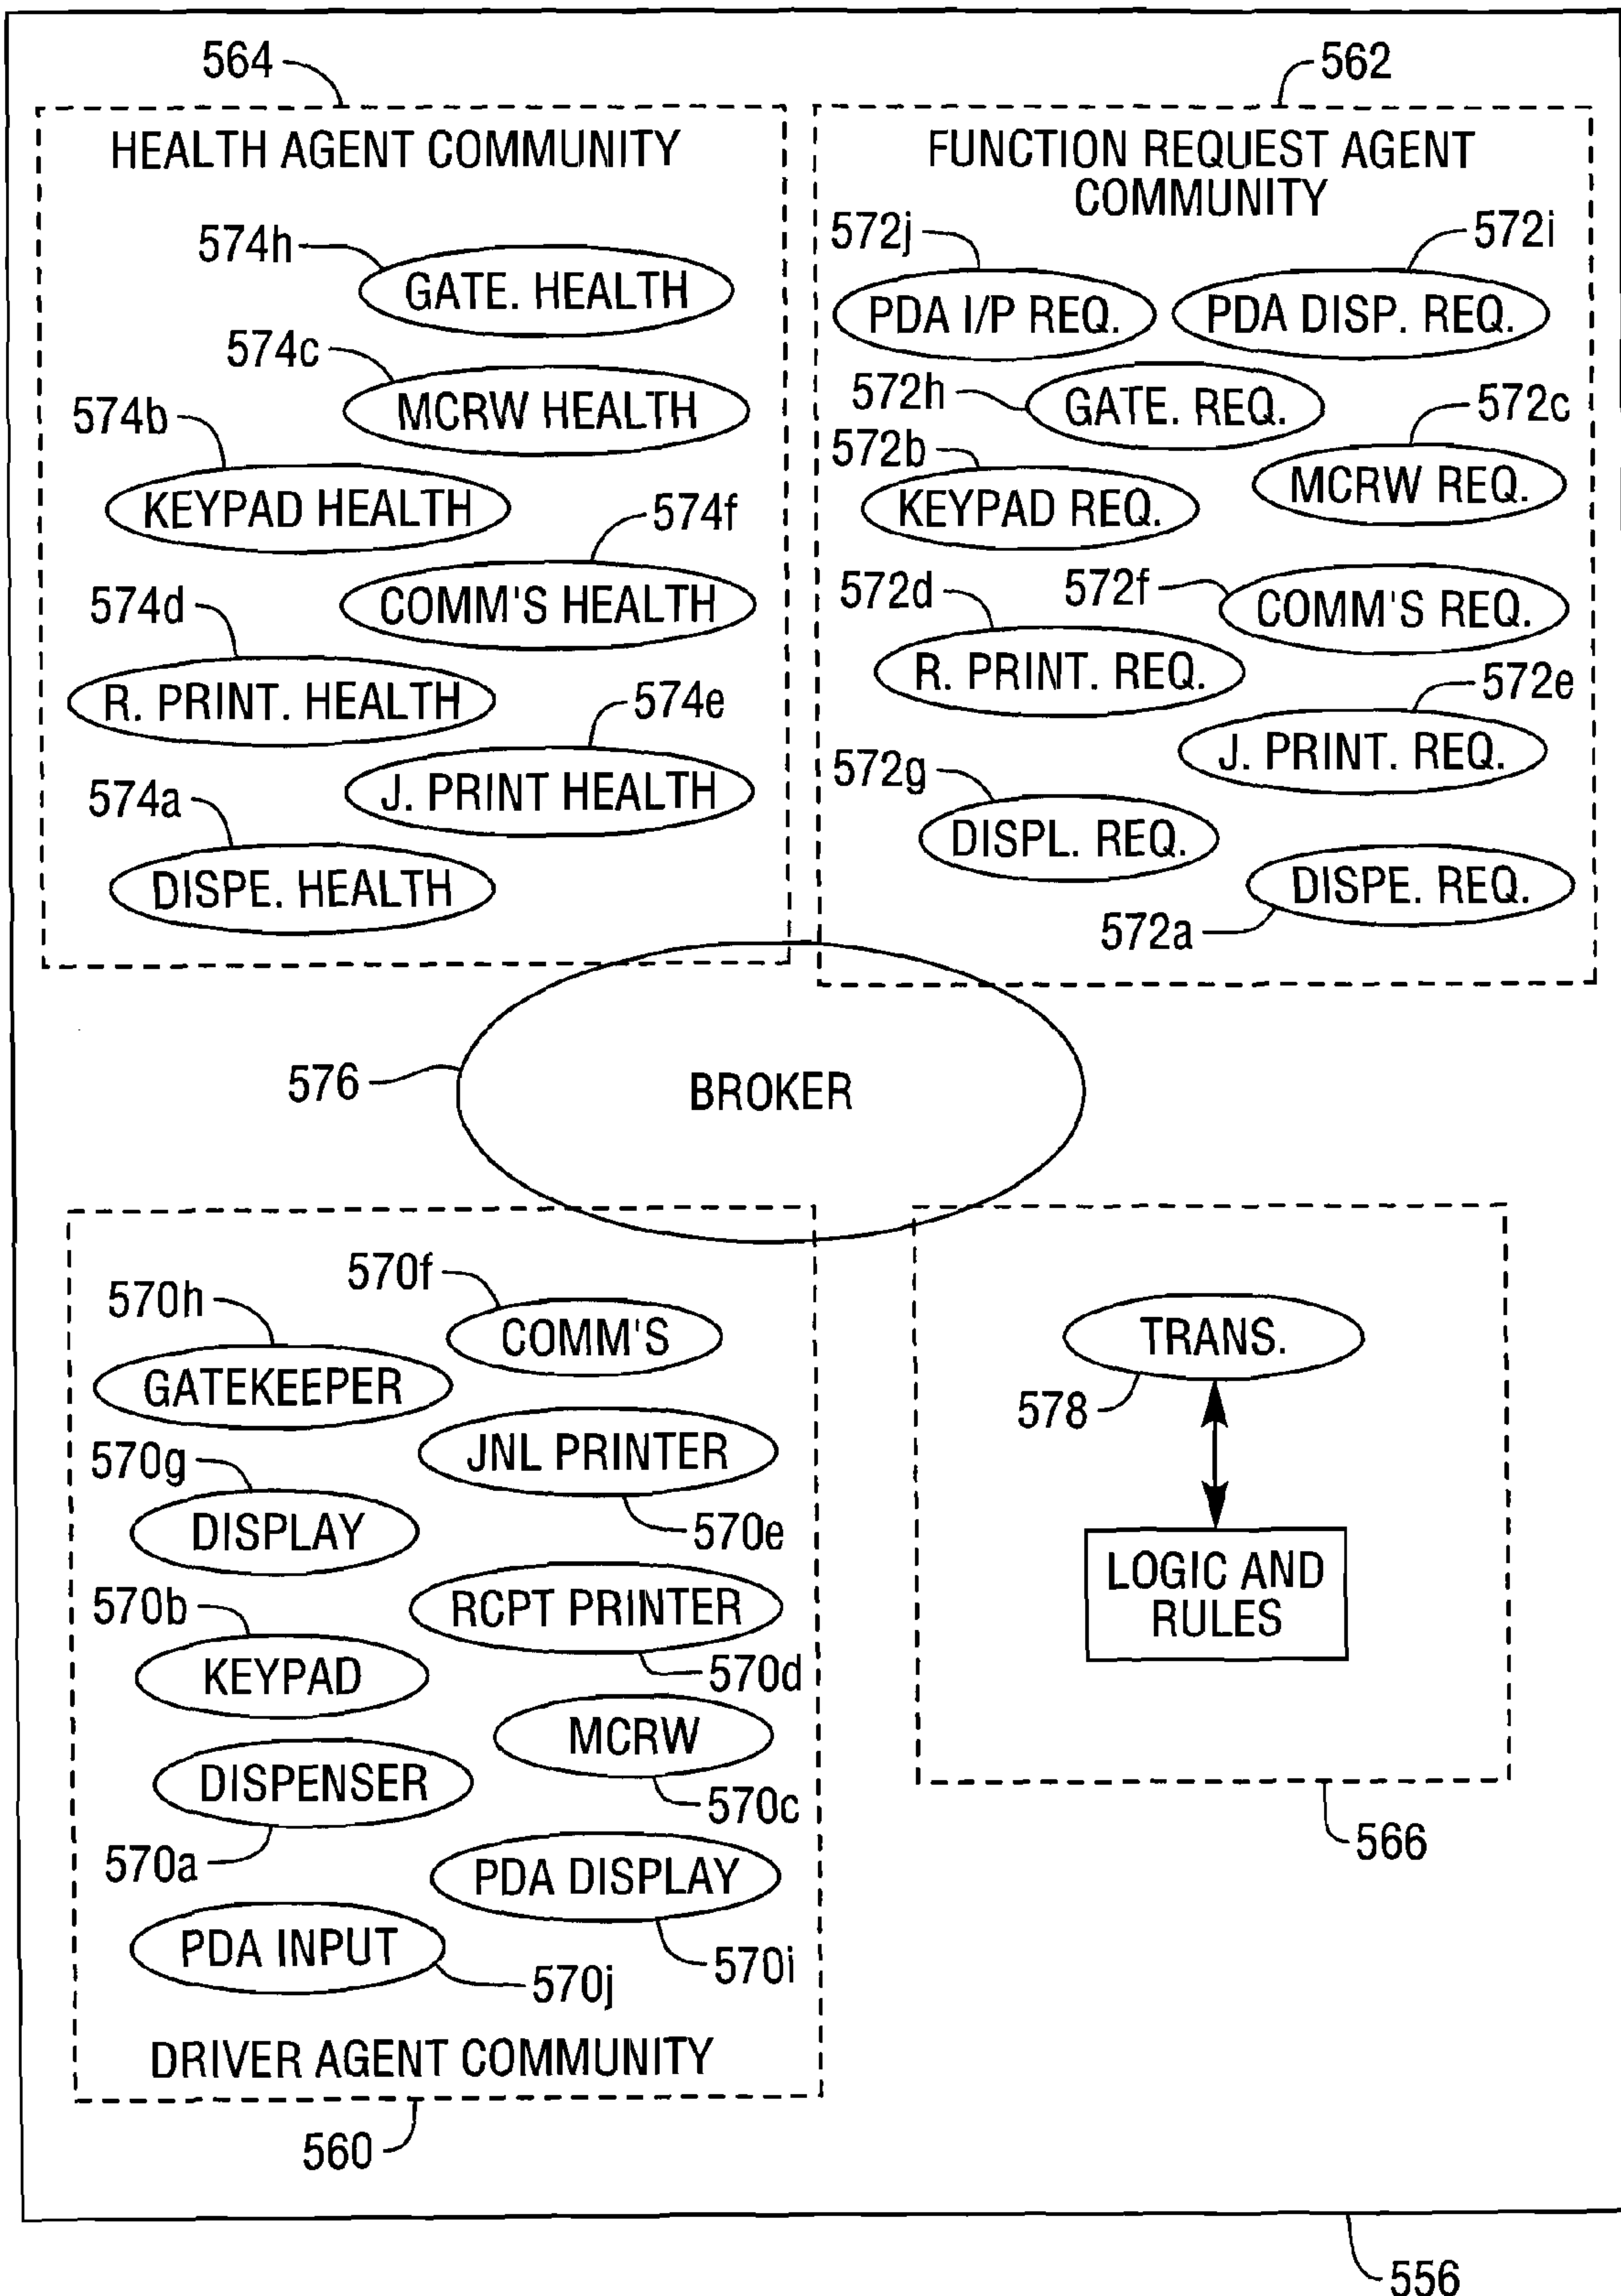 564
562
HEALTH AGENT COMMUNITY
574h
GATE. HEALTH
574c
MCRW HEALTH
574b
KEYPAD HEALTH
574f
COMM'S HEALTH
574d
R. PRINT. HEALTH
574e
J. PRINT HEALTH
574a
DISPE. HEALTH
FUNCTION REQUEST AGENT
COMMUNITY
572j
572i
PDA I/P REQ.
PDA DISP. REQ.
572h
GATE. REQ.
572c
572b
MCRW REQ.
KEYPAD REQ.
572d
572f
COMM'S REQ.
R. PRINT. REQ.
572e
J. PRINT. REQ.
572g
DISPL. REQ.
DISPE. REQ.
572a
576
BROKER
570f
570h
COMM'S
GATEKEEPER
JNL PRINTER
570g
570e
DISPLAY
570b
RCPT PRINTER
570d
KEYPAD
MCRW
DISPENSER
570c
570a
PDA DISPLAY
PDA INPUT
570i
570j
DRIVER AGENT COMMUNITY
560
TRANS.
578
LOGIC AND
RULES
566
556